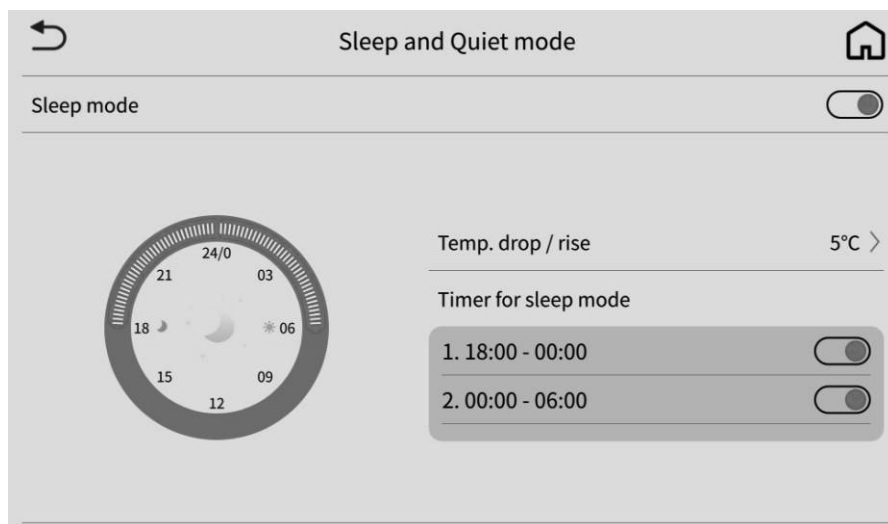 Sleep and Quiet mode
Sleep mode
24/0
21
03
18
06
15
09
12
Temp. drop / rise 5°C >
Timer for sleep mode
1. 18:00 - 00:00
2. 00:00 - 06:00